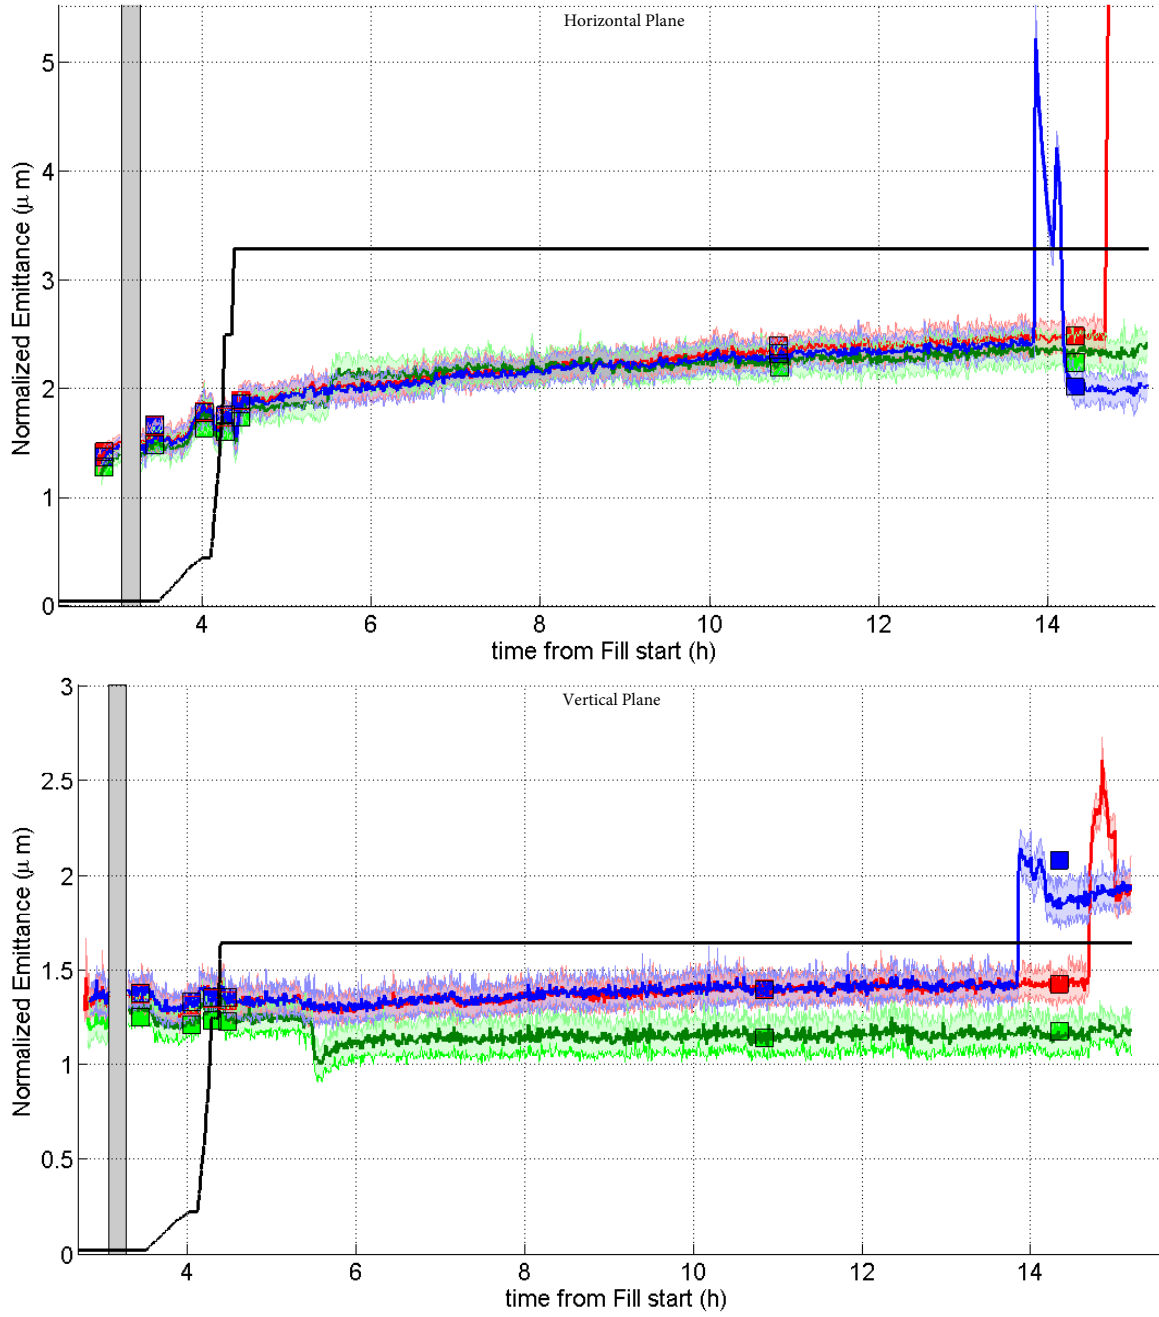 Horizontal Plane
Normalized Emittance (μ m)
5
4
3
2
1
0
4 6 8 10 12 14
time from Fill start (h)
Vertical Plane
Normalized Emittance (μ m)
3
2.5
2
1.5
1
0.5
0
4 6 8 10 12 14
time from Fill start (h)